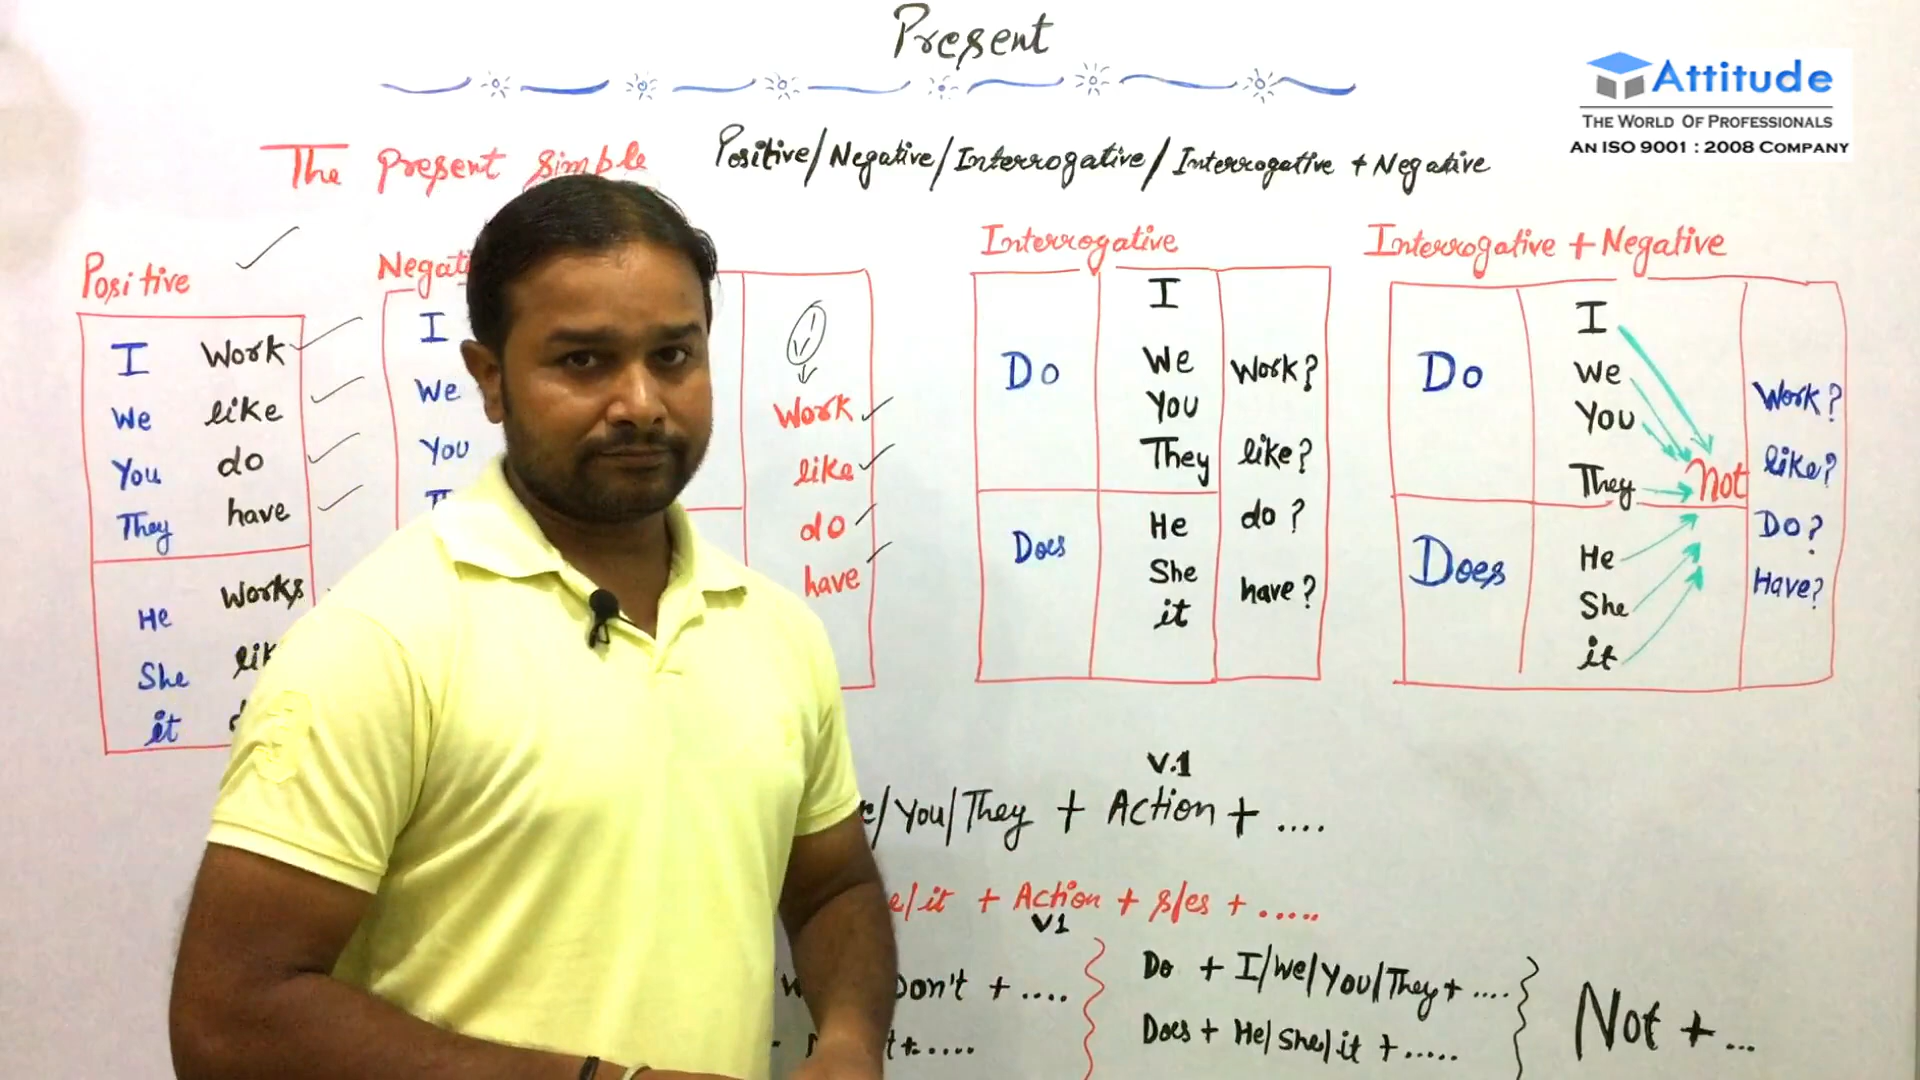 Present
Attitude
THE WORLD OF PROFESSIONALS
AN ISO 9001 : 2008 COMPANY
The Present Simple
Positive/Negative/Interrogative/Interrogative + Negative
Positive
I Work
We like
You do
They have
He Works
She lik
it
Negati
I
We
You
Work
like
do
have
Interrogative
Do
I
We
You
They
Does
He
She
it
Work?
like?
do ?
have ?
Interrogative + Negative
Do
I
We
You
They
Not
Does
He
She
it
Work?
like?
Do?
Have?
V.1
/You/They + Action + ....
e/it + Action + s/es + .....
V1
Don't + ....
t+.....
Do + I/We/You/They+ ....
Does + He/She/it + .....
Not + ...